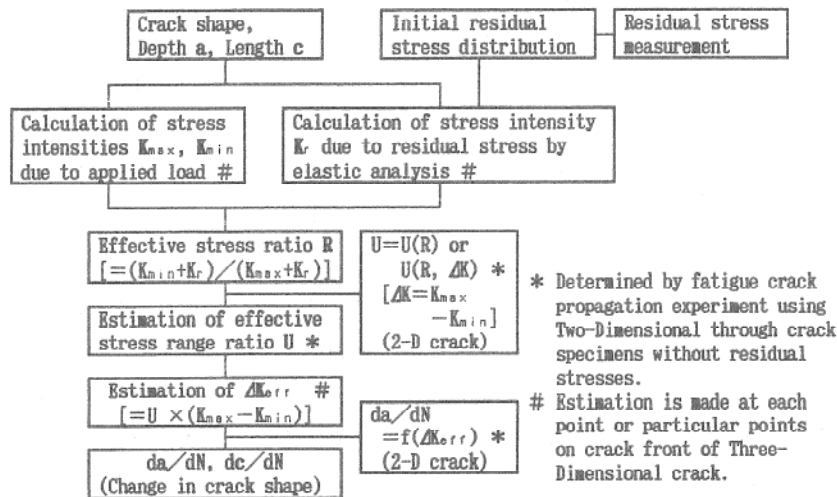 Crack shape,
Depth a, Length c
Initial residual
stress distribution
Residual stress
measurement
Calculation of stress
intensities Kmax, Kmin
due to applied load #
Calculation of stress intensity
Kr due to residual stress by
elastic analysis #
Effective stress ratio R
[=(Kmin+Kr)/(Kmax+Kr)]
U=U(R) or
U(R, ΔK) *
[ΔK=Kmax
-Kmin]
(2-D crack)
Estimation of effective
stress range ratio U *
Estimation of ΔKeff #
[=U ×(Kmax-Kmin)]
da/dN
=f(ΔKeff) *
(2-D crack)
da/dN, dc/dN
(Change in crack shape)
* Determined by fatigue crack
propagation experiment using
Two-Dimensional through crack
specimens without residual
stresses.
# Estimation is made at each
point or particular points
on crack front of Three-
Dimensional crack.